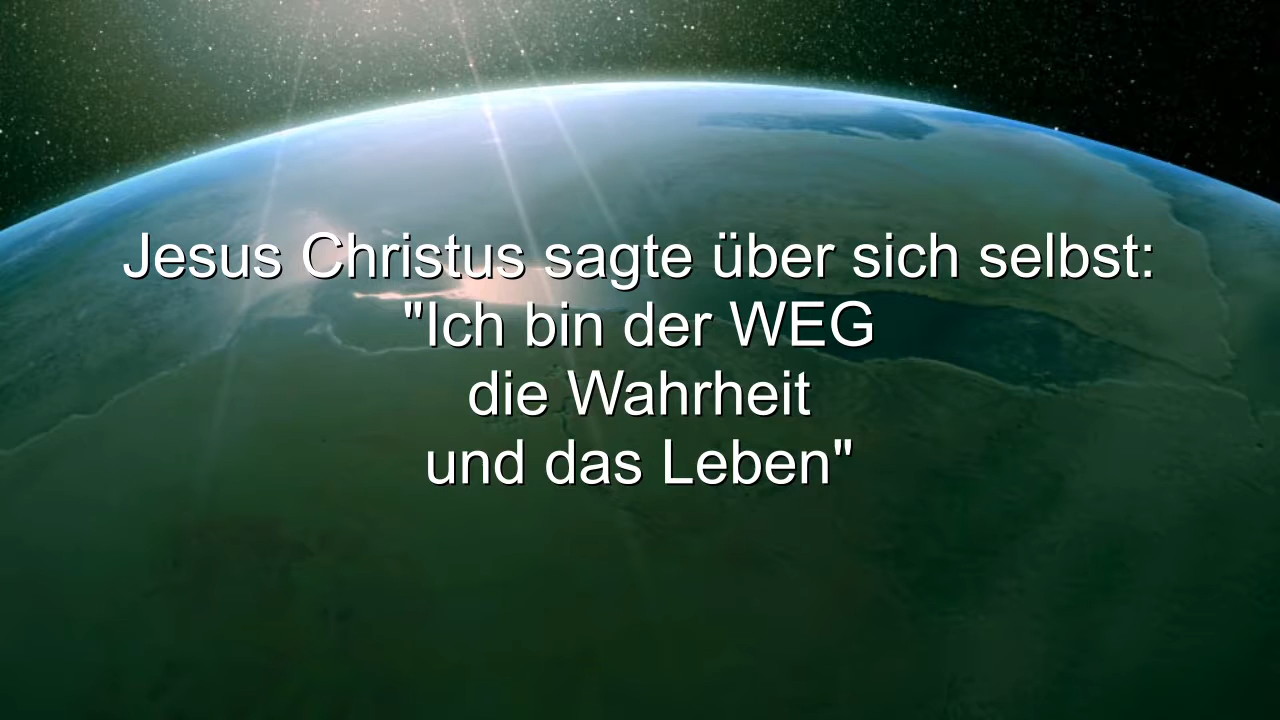 Jesus Christus sagte über sich selbst:
"Ich bin der WEG
die Wahrheit
und das Leben"